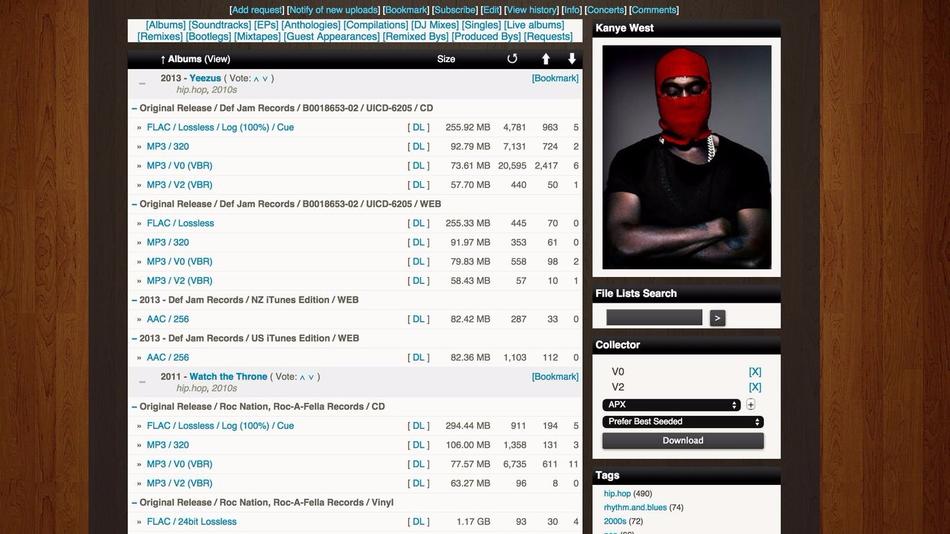 [Add request] [Notify of new uploads] [Bookmark] [Subscribe] [Edit] [View history] [Info] [Concerts] [Comments]
[Albums] [Soundtracks] [EPs] [Anthologies] [Compilations] [DJ Mixes] [Singles] [Live albums]
[Remixes] [Bootlegs] [Mixtapes] [Guest Appearances] [Remixed Bys] [Produced Bys] [Requests]
↑ Albums (View) Size
2013 - Yeezus ( Vote: ∧ ∨ ) [Bookmark]
hip.hop, 2010s
– Original Release / Def Jam Records / B0018653-02 / UICD-6205 / CD
» FLAC / Lossless / Log (100%) / Cue [ DL ] 255.92 MB 4,781 963 5
» MP3 / 320 [ DL ] 92.79 MB 7,131 724 2
» MP3 / V0 (VBR) [ DL ] 73.61 MB 20,595 2,417 6
» MP3 / V2 (VBR) [ DL ] 57.70 MB 440 50 1
– Original Release / Def Jam Records / B0018653-02 / UICD-6205 / WEB
» FLAC / Lossless [ DL ] 255.33 MB 445 70 0
» MP3 / 320 [ DL ] 91.97 MB 353 61 0
» MP3 / V0 (VBR) [ DL ] 79.83 MB 558 98 2
» MP3 / V2 (VBR) [ DL ] 58.43 MB 57 10 1
– 2013 - Def Jam Records / NZ iTunes Edition / WEB
» AAC / 256 [ DL ] 82.42 MB 287 33 0
– 2013 - Def Jam Records / US iTunes Edition / WEB
» AAC / 256 [ DL ] 82.36 MB 1,103 112 0
2011 - Watch the Throne ( Vote: ∧ ∨ ) [Bookmark]
hip.hop, 2010s
– Original Release / Roc Nation, Roc-A-Fella Records / CD
» FLAC / Lossless / Log (100%) / Cue [ DL ] 294.44 MB 911 194 5
» MP3 / 320 [ DL ] 106.00 MB 1,358 131 3
» MP3 / V0 (VBR) [ DL ] 77.57 MB 6,735 611 11
» MP3 / V2 (VBR) [ DL ] 63.27 MB 96 8 0
– Original Release / Roc Nation, Roc-A-Fella Records / Vinyl
» FLAC / 24bit Lossless [ DL ] 1.17 GB 93 30 4
Kanye West
File Lists Search
>
Collector
V0 [X]
V2 [X]
APX +
Prefer Best Seeded
Download
Tags
hip.hop (490)
rhythm.and.blues (74)
2000s (72)